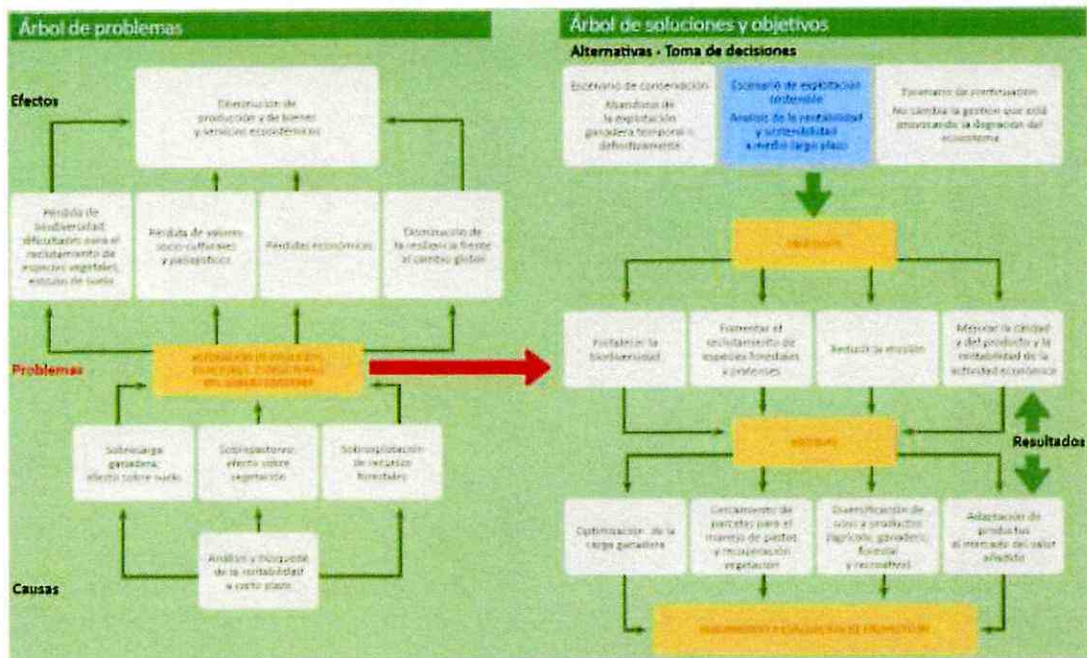 Árbol de problemas
Efectos
Disminución de
producción y de bienes
y servicios ecosistémicos
Pérdida de
biodiversidad:
dificultades para el
reclutamiento de
especies vegetales,
erosión de suelo
Pérdida de valores
socio-culturales
y paisajísticos
Pérdidas económicas
Disminución de
la resiliencia frente
al cambio global
Problemas
Sobrecarga
ganadera:
efecto sobre suelo
Sobrepastoreo:
efecto sobre
vegetación
Sobreexplotación
de recursos
forestales
Causas
Análisis y búsqueda
de la rentabilidad
a corto plazo
Árbol de soluciones y objetivos
Alternativas - Toma de decisiones
Escenario de conservación
Abandono de
la explotación
ganadera temporal o
definitivamente
Escenario de explotación
sostenible
Análisis de la rentabilidad
y sostenibilidad
a medio largo plazo
Escenario de continuación
No cambia la gestión que está
provocando la degradación del
ecosistema
OBJETIVOS
Fortalecer la
biodiversidad
Fomentar el
reclutamiento de
especies forestales
y pratenses
Reducir la erosión
Mejorar la calidad
y del producto y la
rentabilidad de la
actividad económica
Resultados
Optimización de la
carga ganadera
Cercamiento de
parcelas para el
manejo de pastos
y recuperación
vegetación
Diversificación de
usos y productos
(agrícola, ganadero,
forestal
y recreativo)
Adaptación de
productos
al mercado del valor
añadido